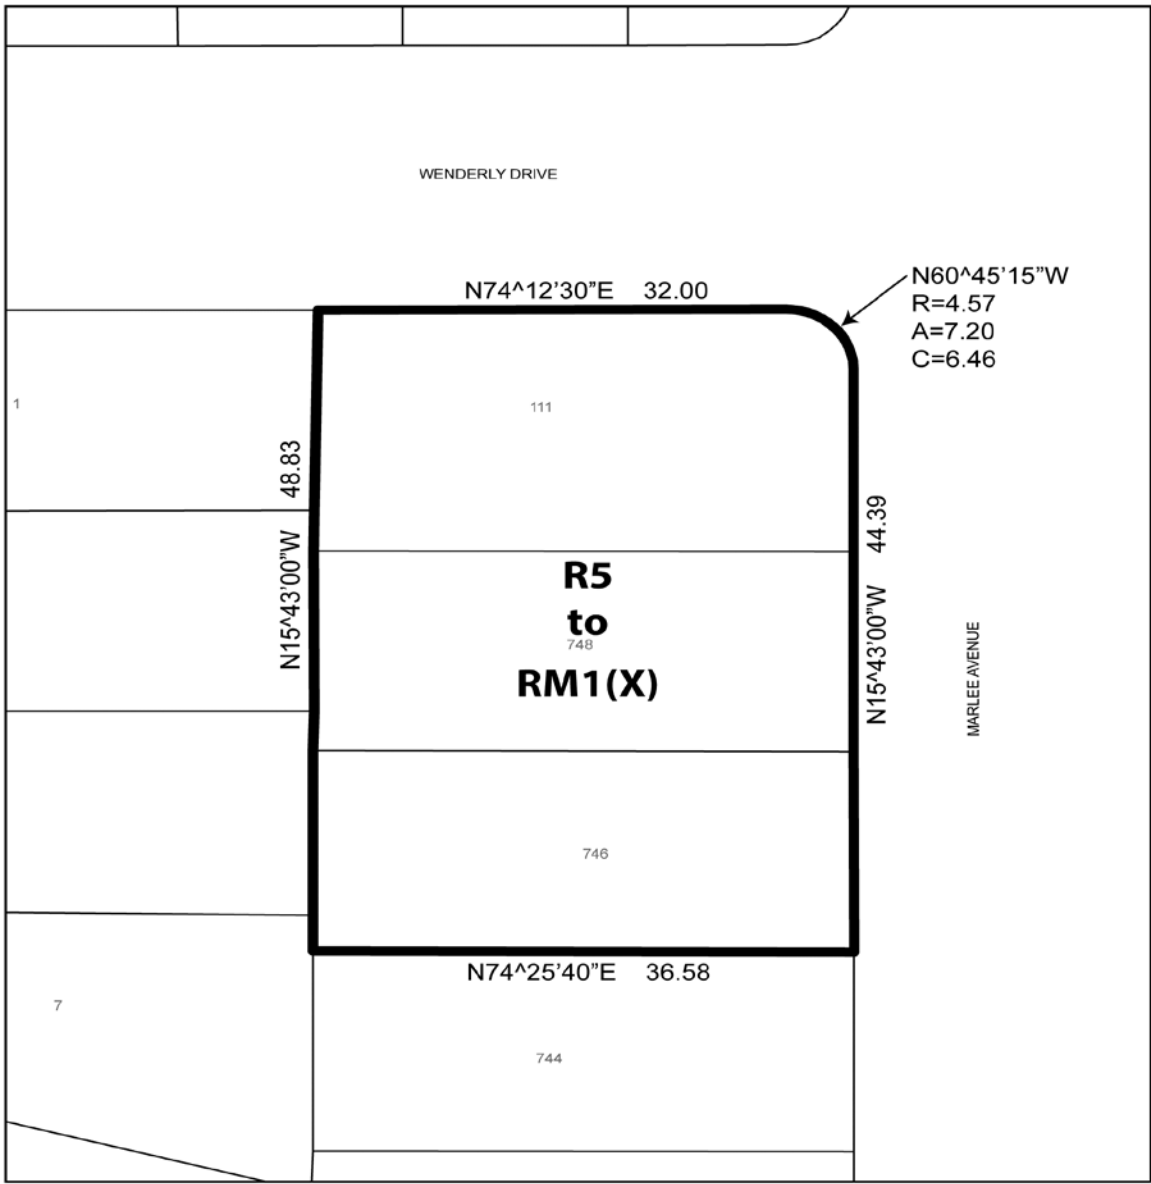 WENDERLY DRIVE
N74^12'30"E 32.00
N60^45'15"W
R=4.57
A=7.20
C=6.46
1
111
N15^43'00"W 48.83
N15^43'00"W 44.39
R5
to
748
RM1(X)
MARLEE AVENUE
746
N74^25'40"E 36.58
7
744